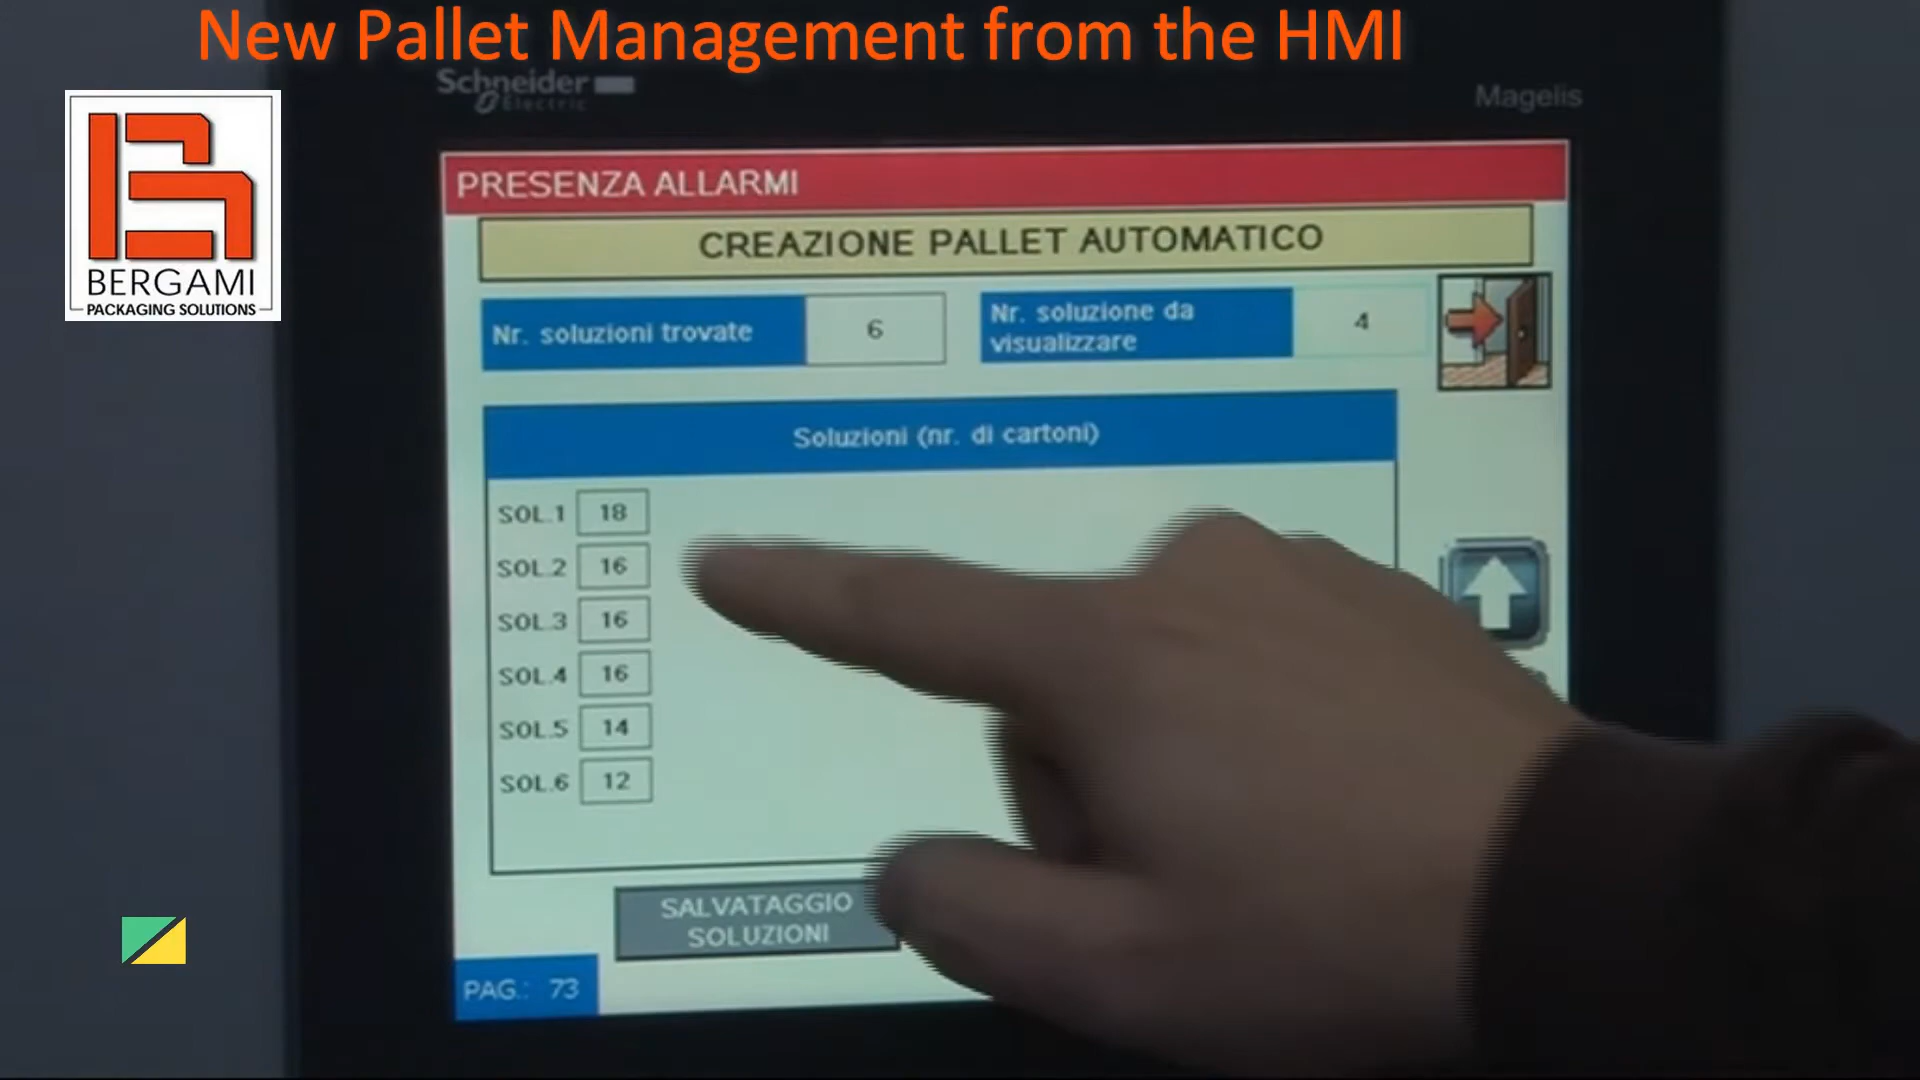 New Pallet Management from the HMI
Schneider
Electric
Magelis
BERGAMI
PACKAGING SOLUTIONS
PRESENZA ALLARMI
CREAZIONE PALLET AUTOMATICO
Nr. soluzioni trovate 6
Nr. soluzione da
visualizzare
4
Soluzioni (nr. di cartoni)
SOL.1 18
SOL.2 16
SOL.3 16
SOL.4 16
SOL.5 14
SOL.6 12
SALVATAGGIO
SOLUZIONI
PAG.: 73